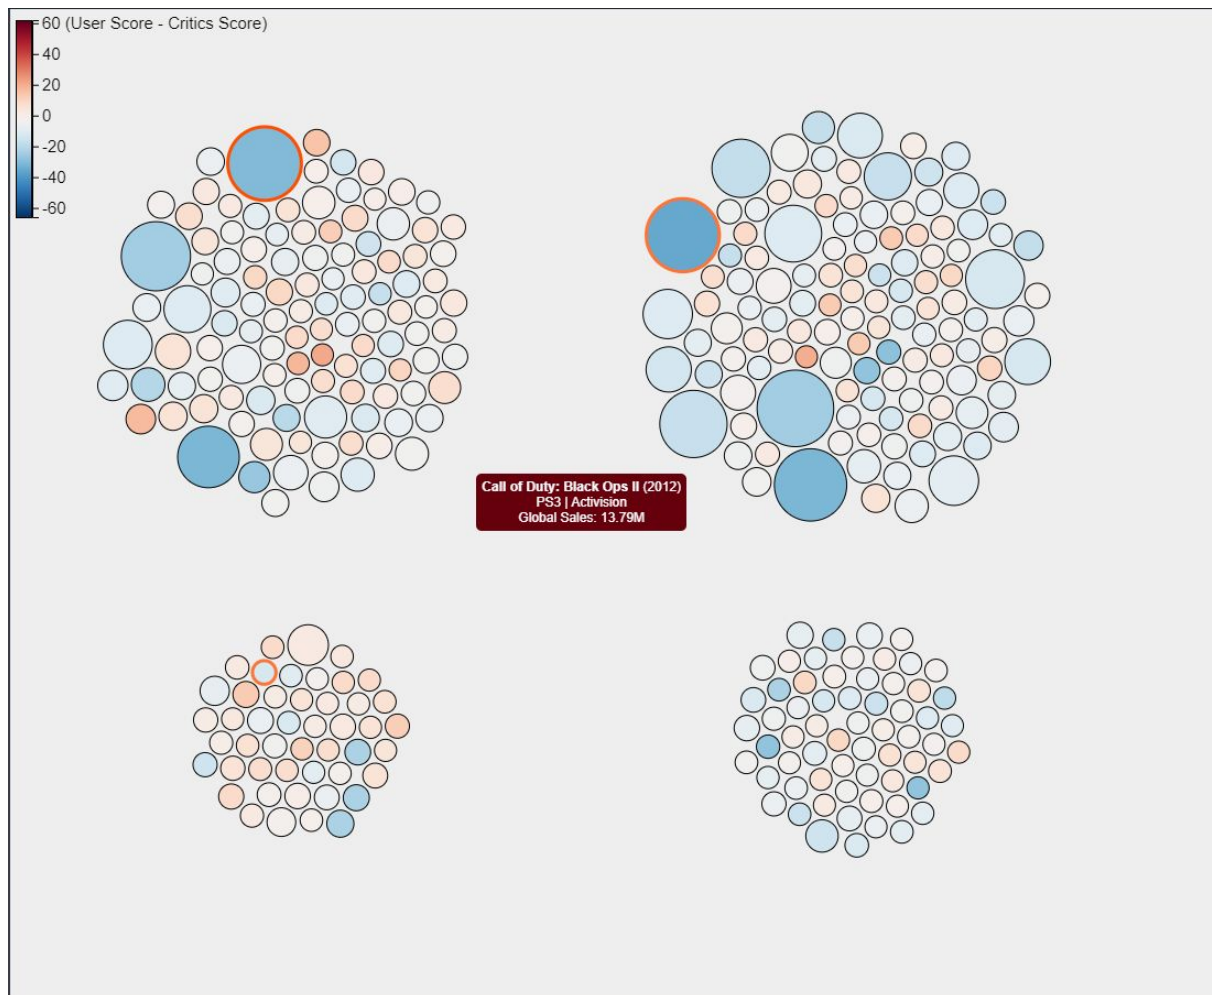 60 (User Score - Critics Score)
40
20
0
-20
-40
-60
Call of Duty: Black Ops II (2012)
PS3 | Activision
Global Sales: 13.79M